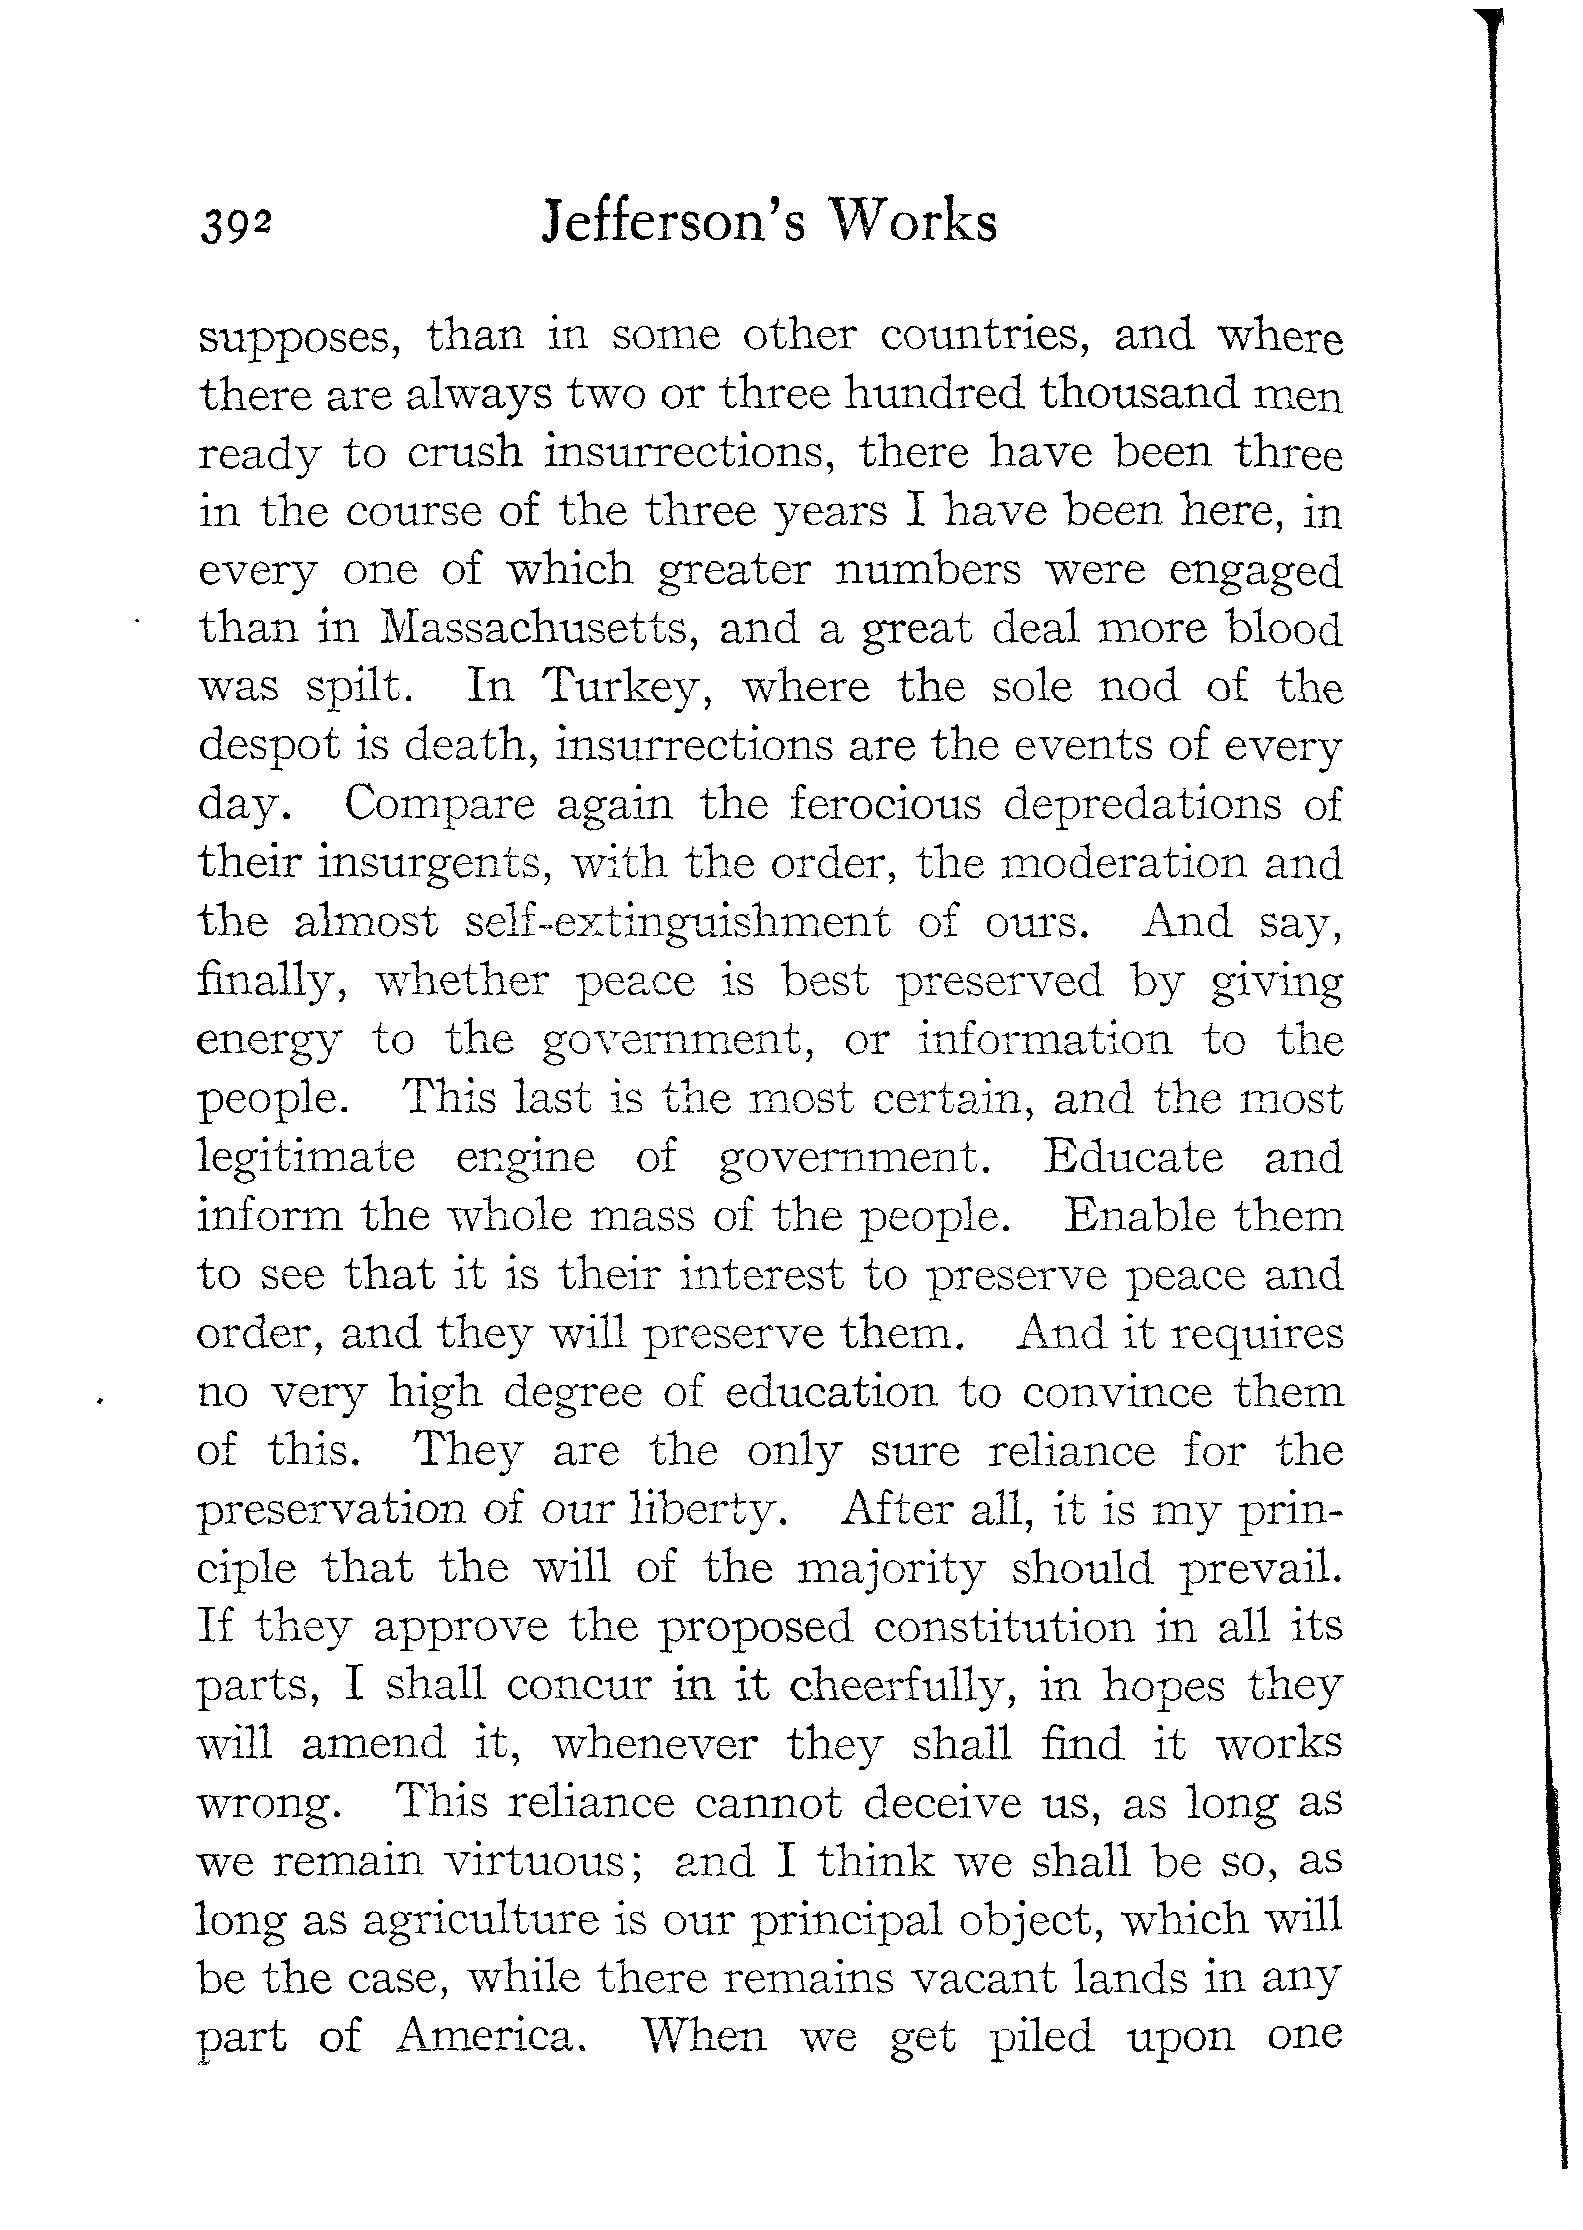 392 Jefferson's Works
supposes, than in some other countries, and where
there are always two or three hundred thousand men
ready to crush insurrections, there have been three
in the course of the three years I have been here, in
every one of which greater numbers were engaged
than in Massachusetts, and a great deal more blood
was spilt. In Turkey, where the sole nod of the
despot is death, insurrections are the events of every
day. Compare again the ferocious depredations of
their insurgents, with the order, the moderation and
the almost self-extinguishment of ours. And say,
finally, whether peace is best preserved by giving
energy to the government, or information to the
people. This last is the most certain, and the most
legitimate engine of government. Educate and
inform the whole mass of the people. Enable them
to see that it is their interest to preserve peace and
order, and they will preserve them. And it requires
no very high degree of education to convince them
of this. They are the only sure reliance for the
preservation of our liberty. After all, it is my prin-
ciple that the will of the majority should prevail.
If they approve the proposed constitution in all its
parts, I shall concur in it cheerfully, in hopes they
will amend it, whenever they shall find it works
wrong. This reliance cannot deceive us, as long as
we remain virtuous; and I think we shall be so, as
long as agriculture is our principal object, which will
be the case, while there remains vacant lands in any
part of America. When we get piled upon one